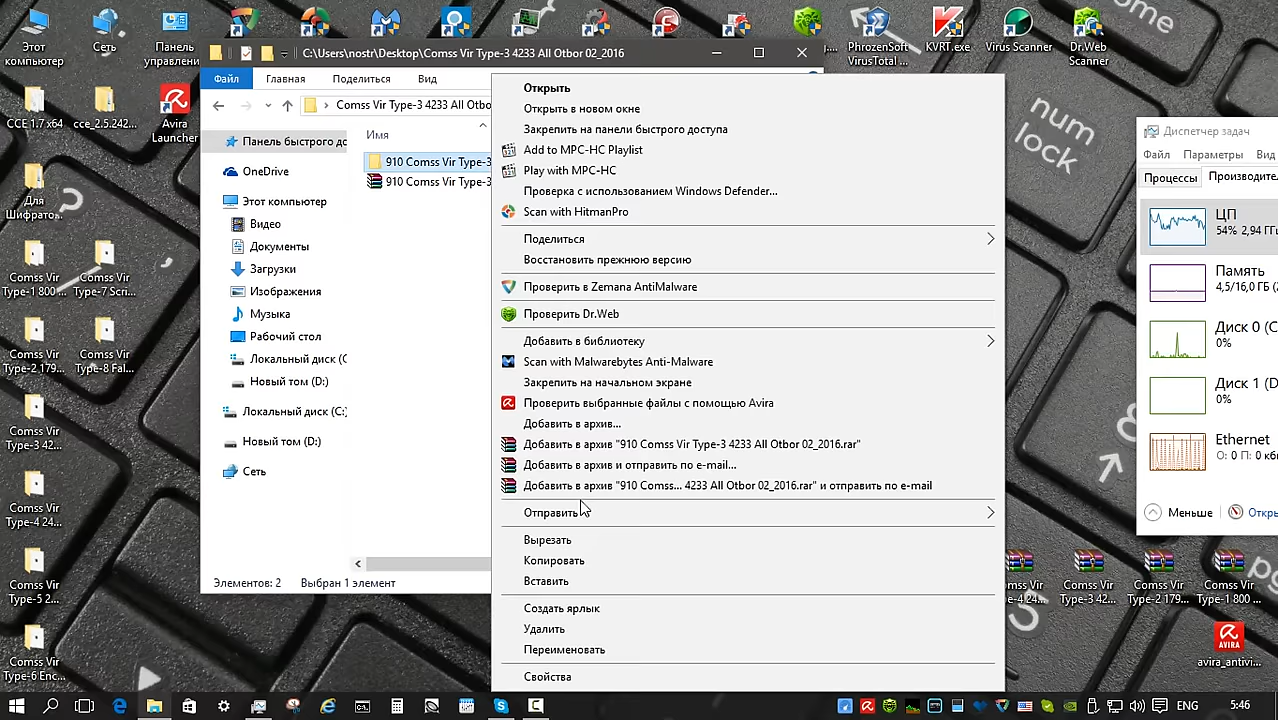 Этот компьютер
Сеть
Панель управлени
PhrozenSoft VirusTotal ...
KVRT.exe
Virus Scanner
Dr.Web Scanner
ome
C:\Users\nostr\Desktop\Comss Vir Type-3 4233 All Otbor 02_2016
Файл
Главная
Поделиться
Вид
Comss Vir Type-3 4233 All Otbo
CCE 1.7 x64
cce_2.5.242...
Avira Launcher
Для Шифрато...
Comss Vir Type-1 800 ...
Comss Vir Type-7 Scri...
Comss Vir Type-2 179...
Comss Vir Type-8 Fal...
Comss Vir Type-3 42...
Comss Vir Type-4 24...
Comss Vir Type-5 2...
Comss Vir Type-6 Enc...
Панель быстрого до
OneDrive
Этот компьютер
Видео
Документы
Загрузки
Изображения
Музыка
Рабочий стол
Локальный диск (C
Новый том (D:)
Локальный диск (C:
Новый том (D:)
Сеть
Имя
910 Comss Vir Type-3
910 Comss Vir Type-3
Элементов: 2
Выбран 1 элемент
Открыть
Открыть в новом окне
Закрепить на панели быстрого доступа
Add to MPC-HC Playlist
Play with MPC-HC
Проверка с использованием Windows Defender...
Scan with HitmanPro
Поделиться
Восстановить прежнюю версию
Проверить в Zemana AntiMalware
Проверить Dr.Web
Добавить в библиотеку
Scan with Malwarebytes Anti-Malware
Закрепить на начальном экране
Проверить выбранные файлы с помощью Avira
Добавить в архив...
Добавить в архив "910 Comss Vir Type-3 4233 All Otbor 02_2016.rar"
Добавить в архив и отправить по e-mail...
Добавить в архив "910 Comss... 4233 All Otbor 02_2016.rar" и отправить по e-mail
Отправить
Вырезать
Копировать
Вставить
Создать ярлык
Удалить
Переименовать
Свойства
num lock
Диспетчер задач
Файл
Параметры
Вид
Процессы
Производите
ЦП
54% 2,94 ГГ
Память
4,5/16,0 ГБ (
Диск 0 (C
0%
Диск 1 (D
0%
Ethernet
О: 0 П: 0 кби
Меньше
Откры
Comss Vir Type-3 42...
Comss Vir Type-2 179...
Comss Vir Type-1 800 ...
AVIRA
avira_antivi...
ENG
5:46